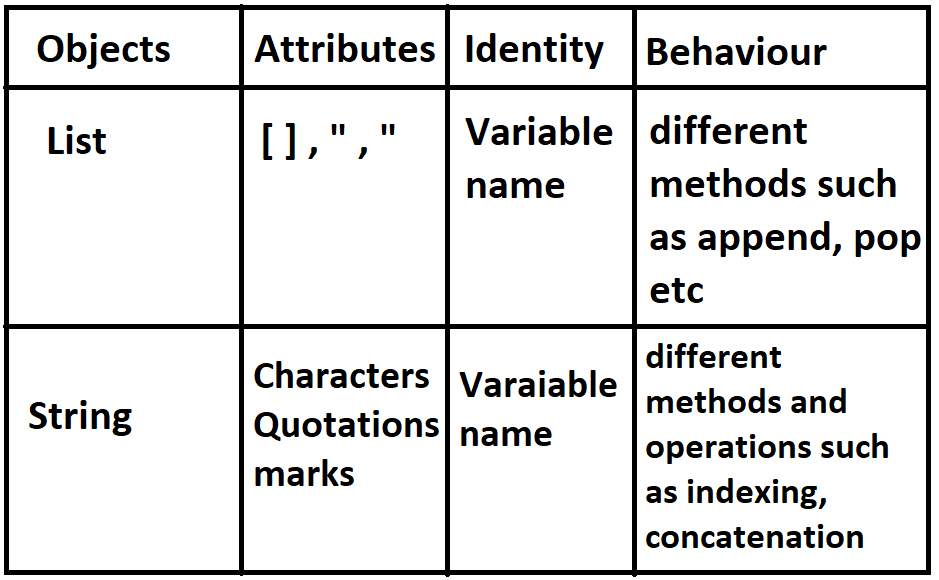 Objects Attributes Identity Behaviour
List
[ ] , " , "
Variable
name
different
methods such
as append, pop
etc
String
Characters
Quotations
marks
Varaiable
name
different
methods and
operations such
as indexing,
concatenation